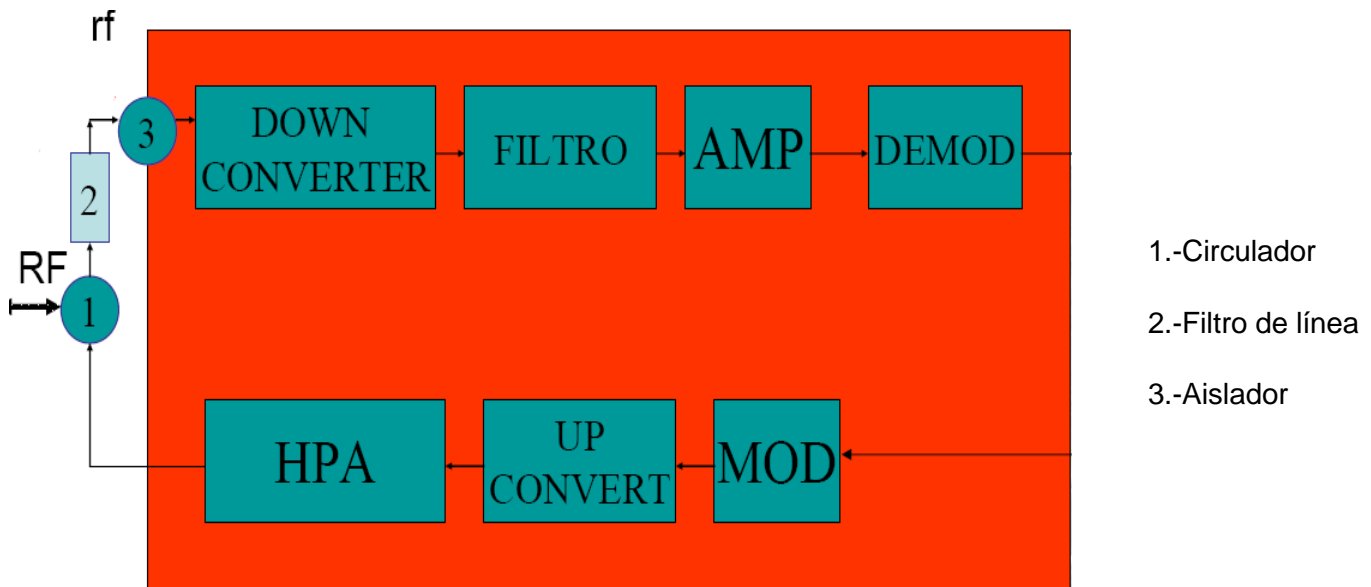 rf
3
DOWN
CONVERTER
FILTRO
AMP
DEMOD
2
RF
1
1.-Circulador
2.-Filtro de línea
3.-Aislador
HPA
UP
CONVERT
MOD